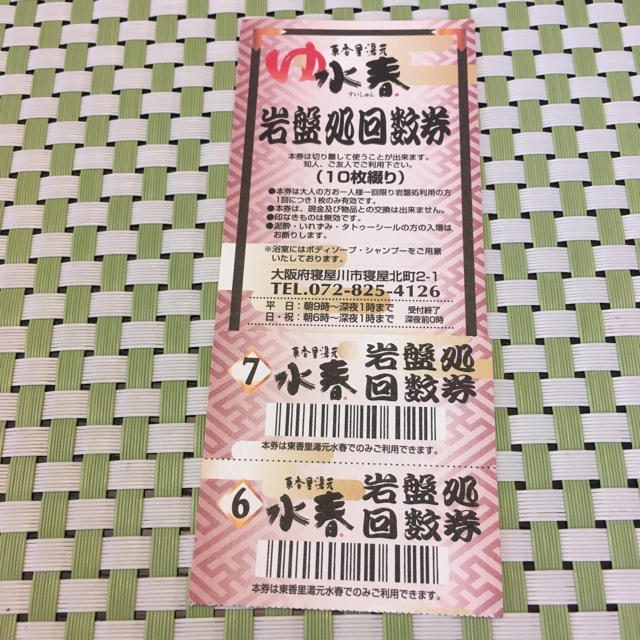 ゆ
東香里湯元
水春
すいしゅん
岩盤処回数券
本券は切り離して使うことが出来ます。
知人、ご友人でご利用下さい。
(10枚綴り)
●本券は大人の方お一人様一回限り岩盤処利用の方
1回につき1枚のみ有効です。
●本券は、現金及び物品との交換は出来ません。
●印なきものは無効です。
●泥酔・いれずみ・タトゥーシールの方の入場は
お断りします。
※浴室にはボディソープ・シャンプーをご用意
いたしております。
大阪府寝屋川市寝屋北町2-1
TEL.072-825-4126
平 日:朝9時〜深夜1時まで 受付終了
日・祝:朝6時〜深夜1時まで 深夜前0時
7
東香里湯元
水春
岩盤処
回数券
本券は東香里湯元水春でのみご利用できます。
6
東香里湯元
水春
岩盤処
回数券
本券は東香里湯元水春でのみご利用できます。